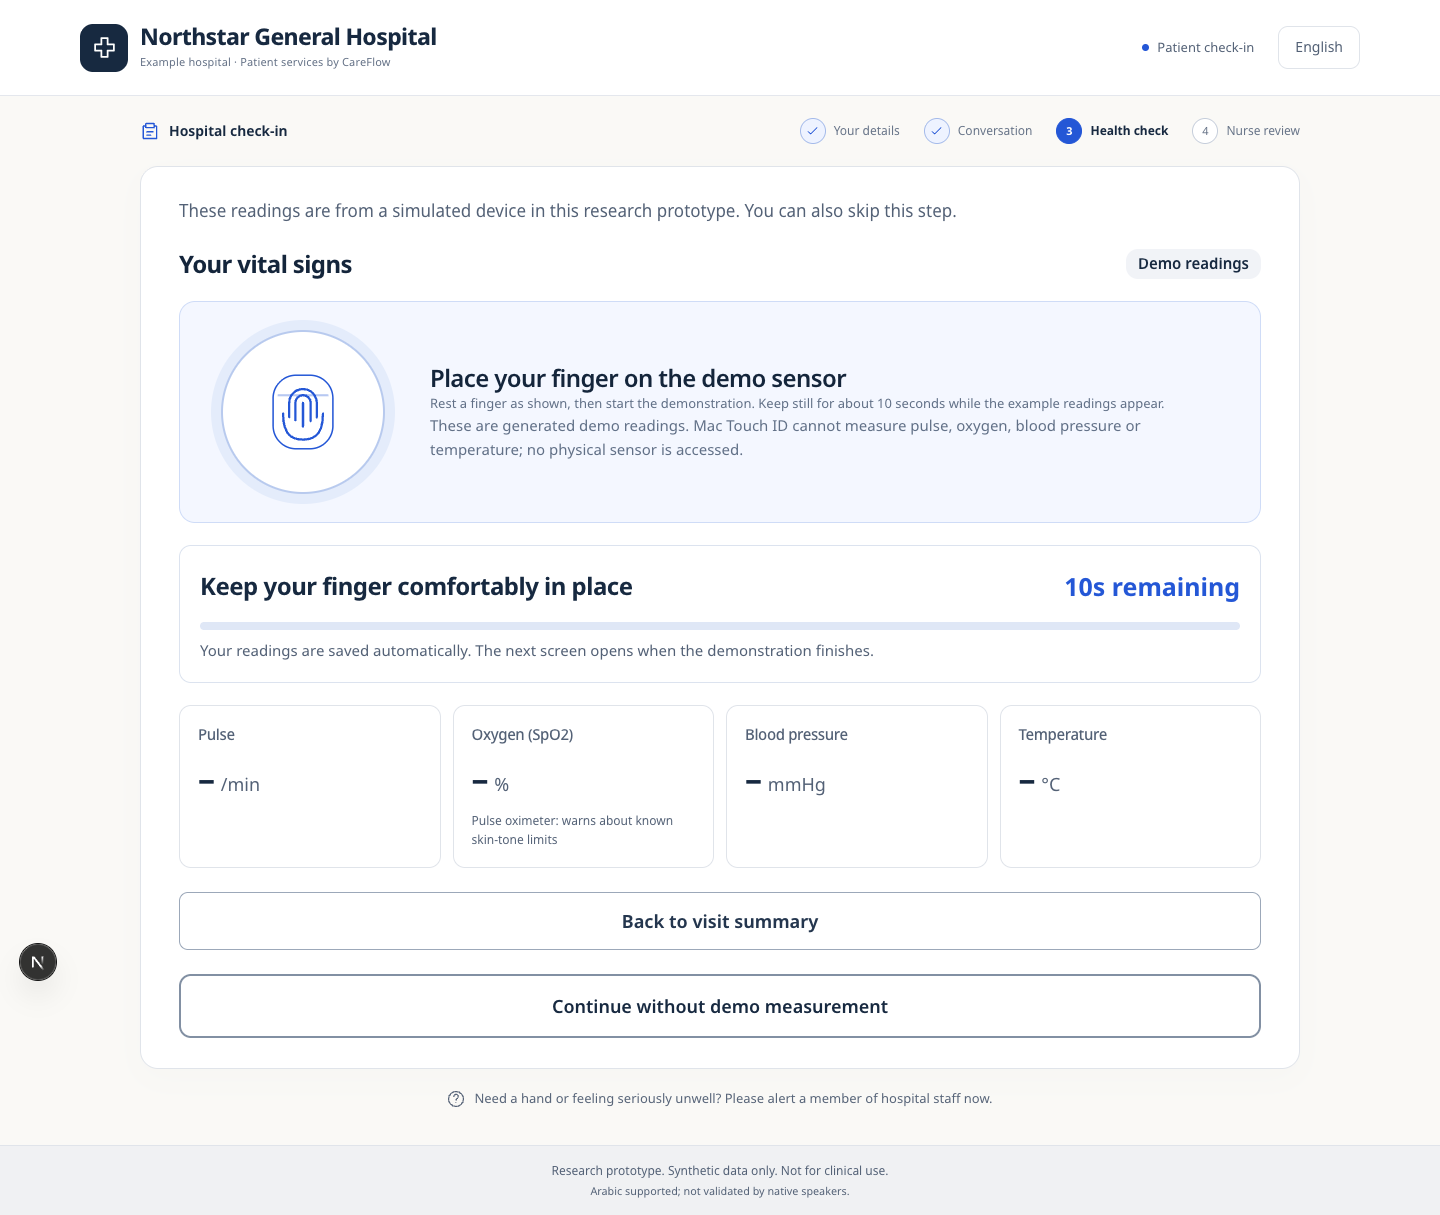 Northstar General Hospital
Example hospital · Patient services by CareFlow
Patient check-in
English
Hospital check-in
Your details
Conversation
3 Health check
4 Nurse review
These readings are from a simulated device in this research prototype. You can also skip this step.
Your vital signs
Demo readings
Place your finger on the demo sensor
Rest a finger as shown, then start the demonstration. Keep still for about 10 seconds while the example readings appear.
These are generated demo readings. Mac Touch ID cannot measure pulse, oxygen, blood pressure or
temperature; no physical sensor is accessed.
Keep your finger comfortably in place
10s remaining
Your readings are saved automatically. The next screen opens when the demonstration finishes.
Pulse
– /min
Oxygen (SpO2)
– %
Pulse oximeter: warns about known
skin-tone limits
Blood pressure
– mmHg
Temperature
– °C
Back to visit summary
N
Continue without demo measurement
Need a hand or feeling seriously unwell? Please alert a member of hospital staff now.
Research prototype. Synthetic data only. Not for clinical use.
Arabic supported; not validated by native speakers.